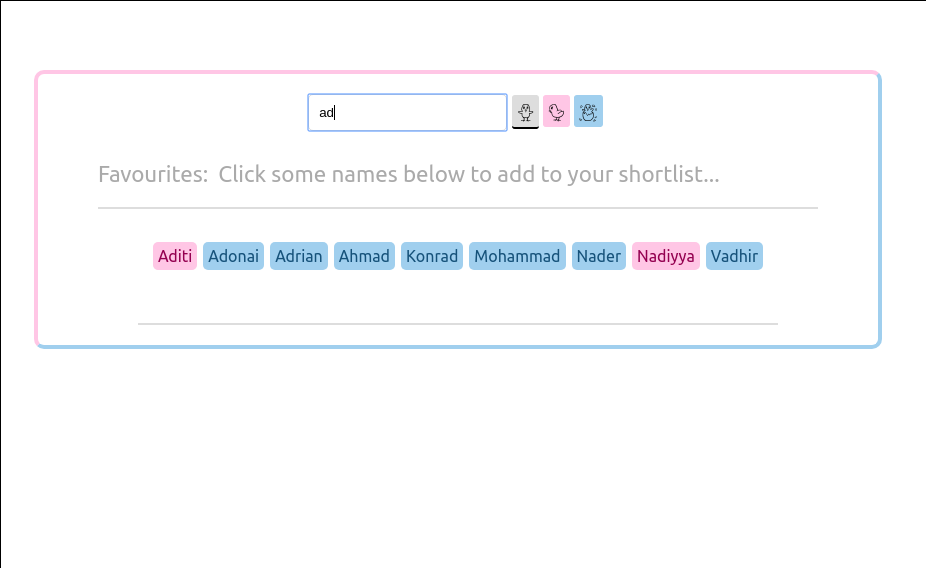 ad
Favourites: Click some names below to add to your shortlist...
Aditi Adonai Adrian Ahmad Konrad Mohammad Nader Nadiyya Vadhir